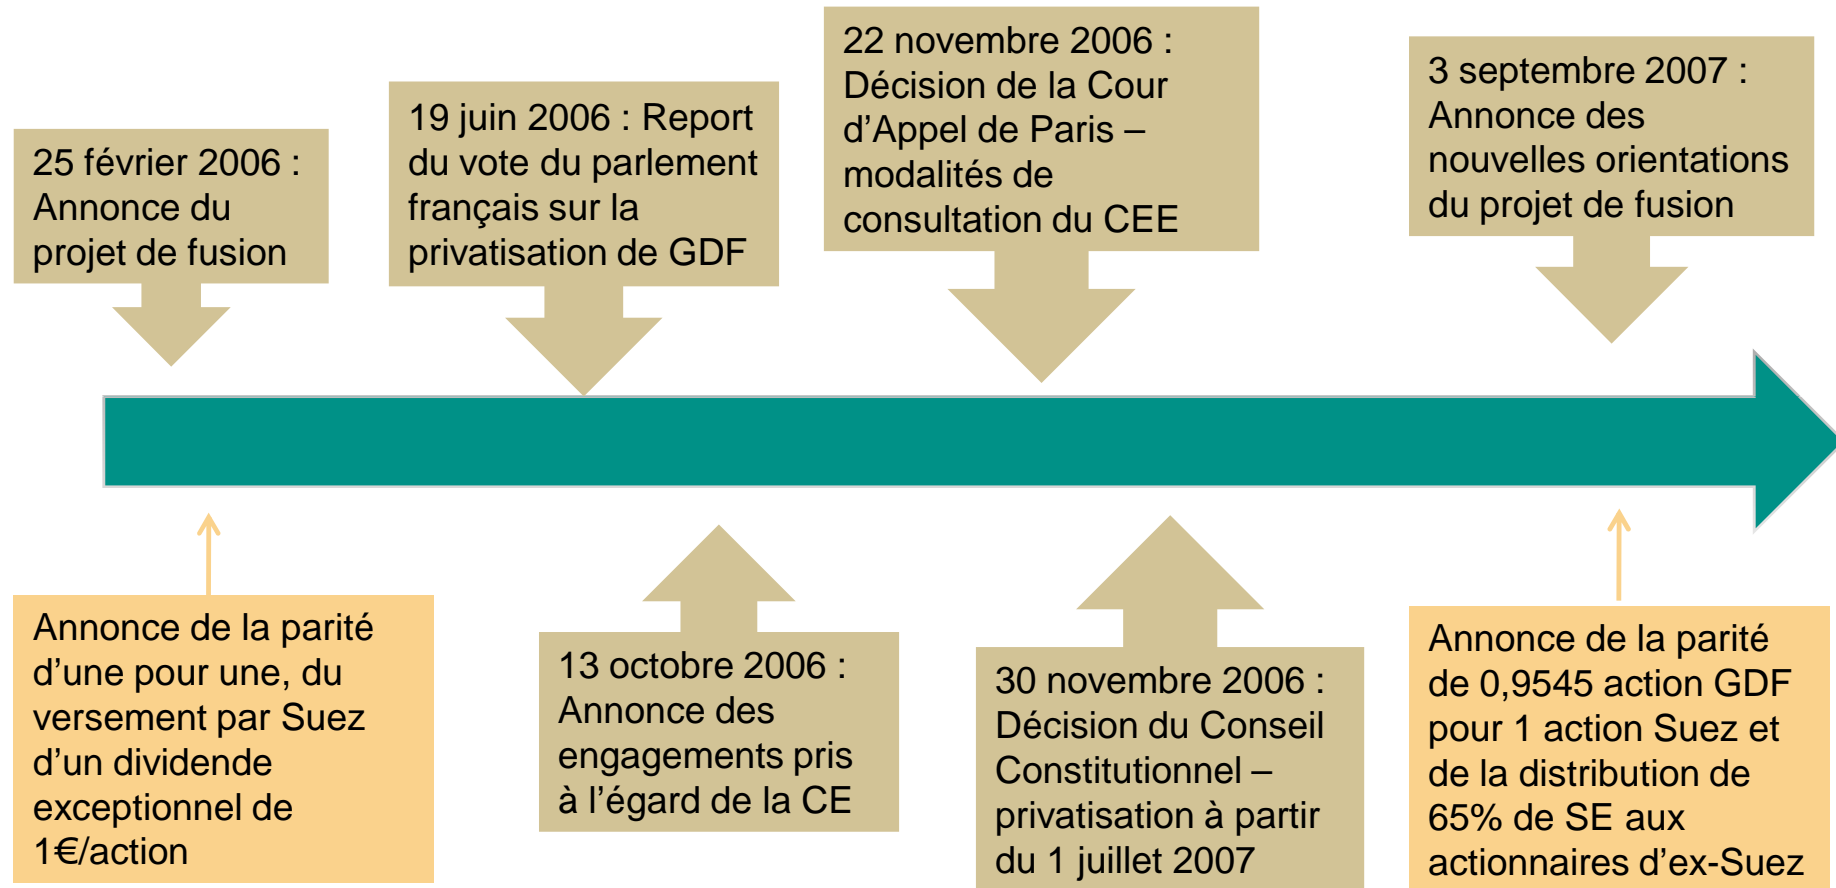 25 février 2006 :
Annonce du
projet de fusion
19 juin 2006 : Report
du vote du parlement
français sur la
privatisation de GDF
22 novembre 2006 :
Décision de la Cour
d’Appel de Paris –
modalités de
consultation du CEE
3 septembre 2007 :
Annonce des
nouvelles orientations
du projet de fusion
Annonce de la parité
d’une pour une, du
versement par Suez
d’un dividende
exceptionnel de
1€/action
13 octobre 2006 :
Annonce des
engagements pris
à l’égard de la CE
30 novembre 2006 :
Décision du Conseil
Constitutionnel –
privatisation à partir
du 1 juillet 2007
Annonce de la parité
de 0,9545 action GDF
pour 1 action Suez et
de la distribution de
65% de SE aux
actionnaires d’ex-Suez